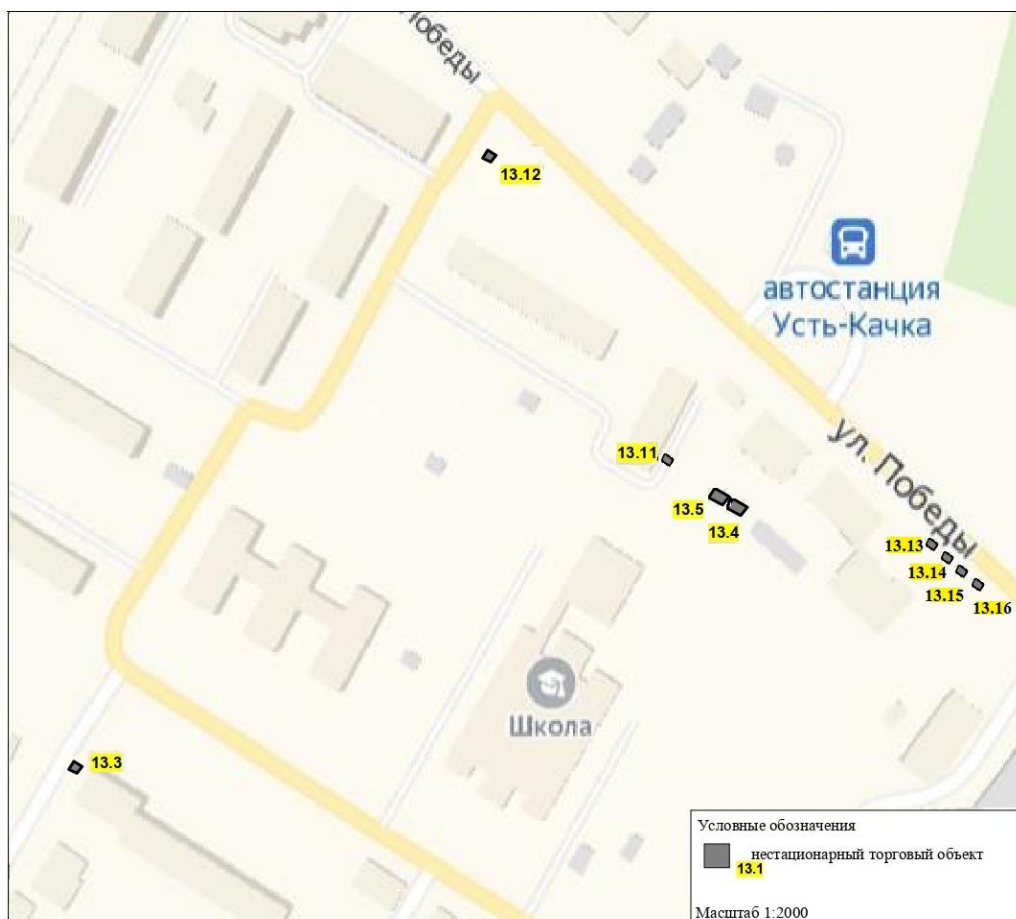 Победы
13.12
автостанция
Усть-Качка
ул. Победы
13.11
13.5
13.4
13.13
13.14
13.15
13.16
Школа
13.3
Условные обозначения
нестационарный торговый объект
13.1
Масштаб 1:2000